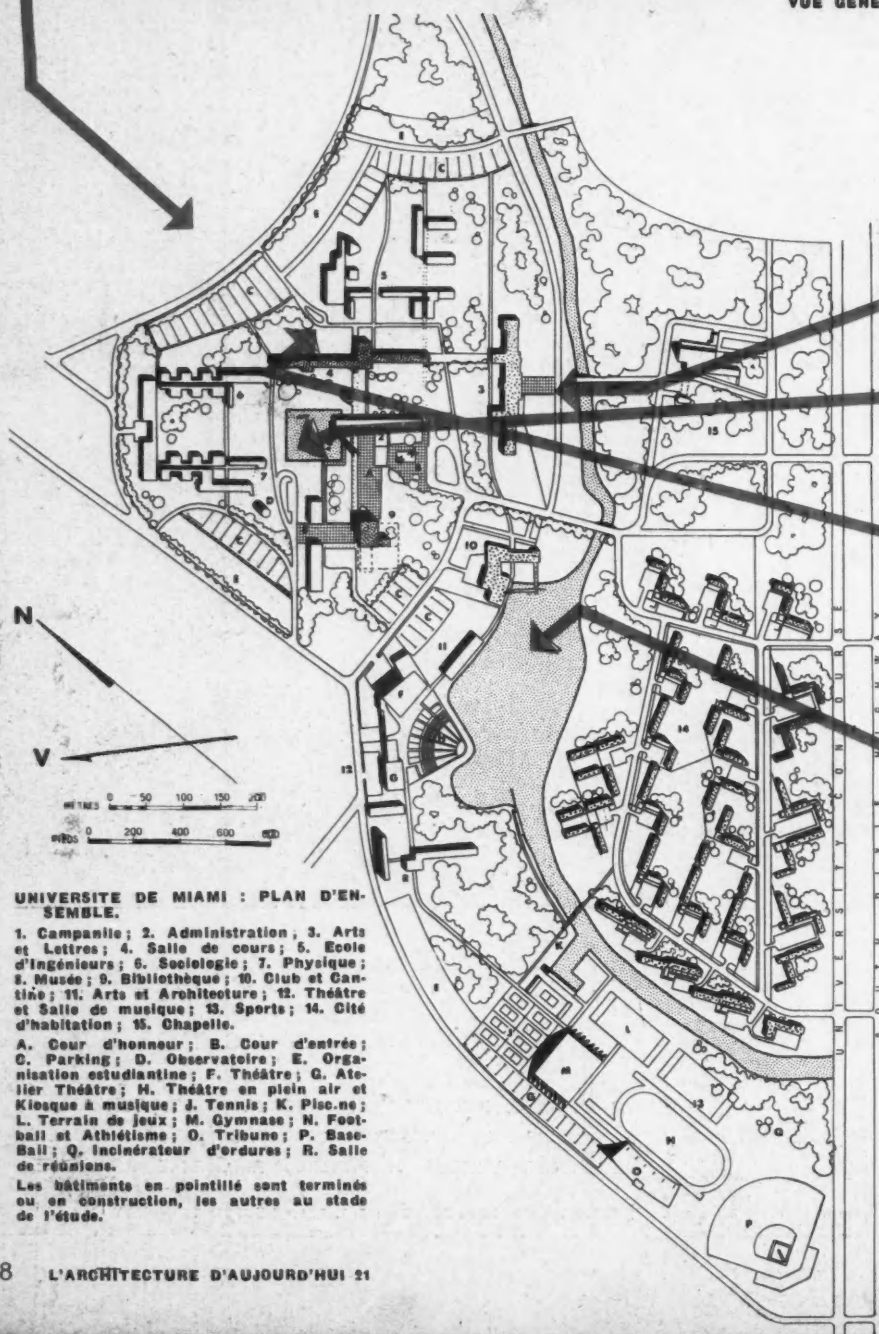 VUE GENE
N
V
METRES 0 50 100 150 200
PIEDS 0 200 400 600 800
UNIVERSITY CONCOURSE
UNIVERSITE DE MIAMI : PLAN D'EN-
SEMBLE.
1. Campanile; 2. Administration; 3. Arts
et Lettres; 4. Salle de cours; 5. Ecole
d'Ingénieurs; 6. Sociologie; 7. Physique;
8. Musée; 9. Bibliothèque; 10. Club et Can-
tine; 11. Arts et Architecture; 12. Théâtre
et Salle de musique; 13. Sports; 14. Cité
d'habitation; 15. Chapelle.
A. Cour d'honneur; B. Cour d'entrée;
C. Parking; D. Observatoire; E. Orga-
nisation estudiantine; F. Théâtre; G. Ate-
lier Théâtre; H. Théâtre en plein air et
Kiosque à musique; J. Tennis; K. Piscine;
L. Terrain de jeux; M. Gymnase; N. Foot-
ball et Athlétisme; O. Tribune; P. Base-
Ball; Q. Incinérateur d'ordures; R. Salle
de réunions.
Les bâtiments en pointillé sont terminés
ou en construction, les autres au stade
de l'étude.
8 L'ARCHITECTURE D'AUJOURD'HUI 21